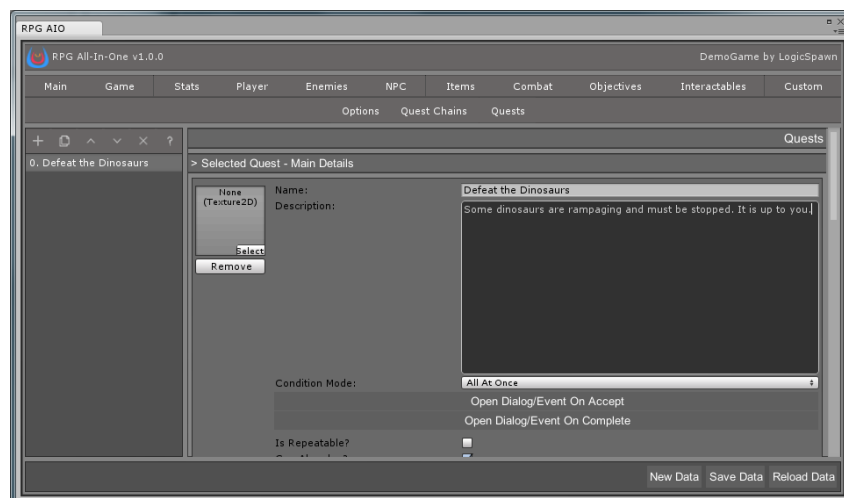 RPG AIO
RPG All-In-One v1.0.0 DemoGame by LogicSpawn
Main Game Stats Player Enemies NPC Items Combat Objectives Interactables Custom
Options Quest Chains Quests
+ ^ v × ? Quests
0. Defeat the Dinosaurs > Selected Quest - Main Details
None Name: Defeat the Dinosaurs
(Texture2D) Description: Some dinosaurs are rampaging and must be stopped. It is up to you.
Select
Remove
Condition Mode: All At Once
Open Dialog/Event On Accept
Open Dialog/Event On Complete
Is Repeatable?
New Data Save Data Reload Data